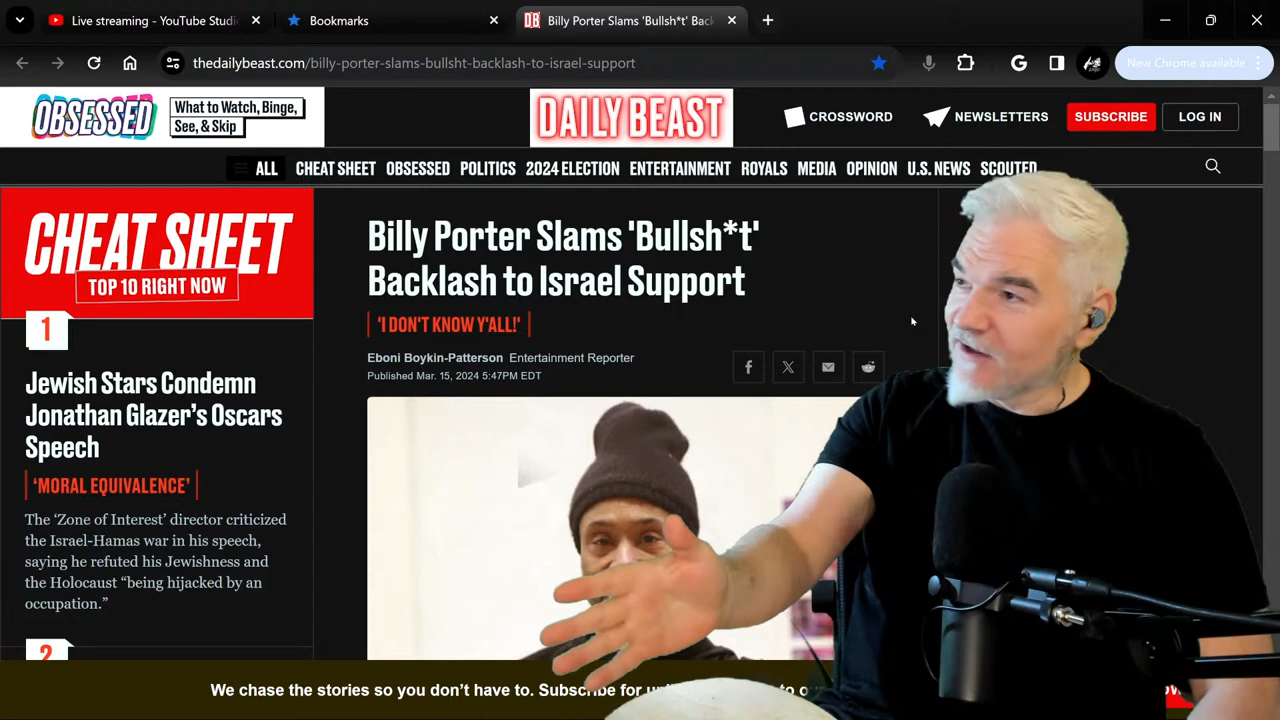 Live streaming - YouTube Studi
Bookmarks
Billy Porter Slams 'Bullsh*t' Bac
thedailybeast.com/billy-porter-slams-bullsht-backlash-to-israel-support
New Chrome available
OBSESSED
What to Watch, Binge,
See, & Skip
DAILY BEAST
CROSSWORD
NEWSLETTERS
SUBSCRIBE
LOG IN
ALL
CHEAT SHEET
OBSESSED
POLITICS
2024 ELECTION
ENTERTAINMENT
ROYALS
MEDIA
OPINION
U.S. NEWS
SCOUTED
CHEAT SHEET
TOP 10 RIGHT NOW
1
Jewish Stars Condemn
Jonathan Glazer's Oscars
Speech
'MORAL EQUIVALENCE'
The 'Zone of Interest' director criticized
the Israel-Hamas war in his speech,
saying he refuted his Jewishness and
the Holocaust “being hijacked by an
occupation.”
2
Billy Porter Slams 'Bullsh*t'
Backlash to Israel Support
'I DON'T KNOW Y'ALL!'
Eboni Boykin-Patterson Entertainment Reporter
Published Mar. 15, 2024 5:47PM EDT
We chase the stories so you don't have to. Subscribe for